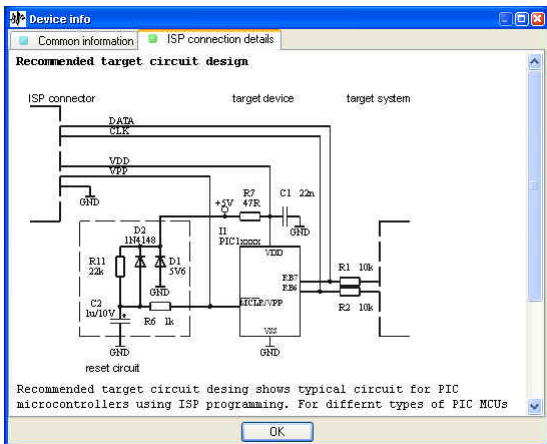 Device info
Common information
ISP connection details
Recommended target circuit design
ISP connector
target device
target system
DATA
CLK
VDD
VPP
GND
R7
47R
C1 22n
+5V
GND
D2
1N4148
I1
PIC1xxxx
VDD
R11
22k
D1
5V6
RB7
RB6
R1 10k
GND
C2
1u/10V
+
R6 1k
MCLR/VPP
R2 10k
VSS
GND
GND
reset circuit
Recommended target circuit desing shows typical circuit for PIC
microcontrollers using ISP programming. For differnt types of PIC MCUs
OK